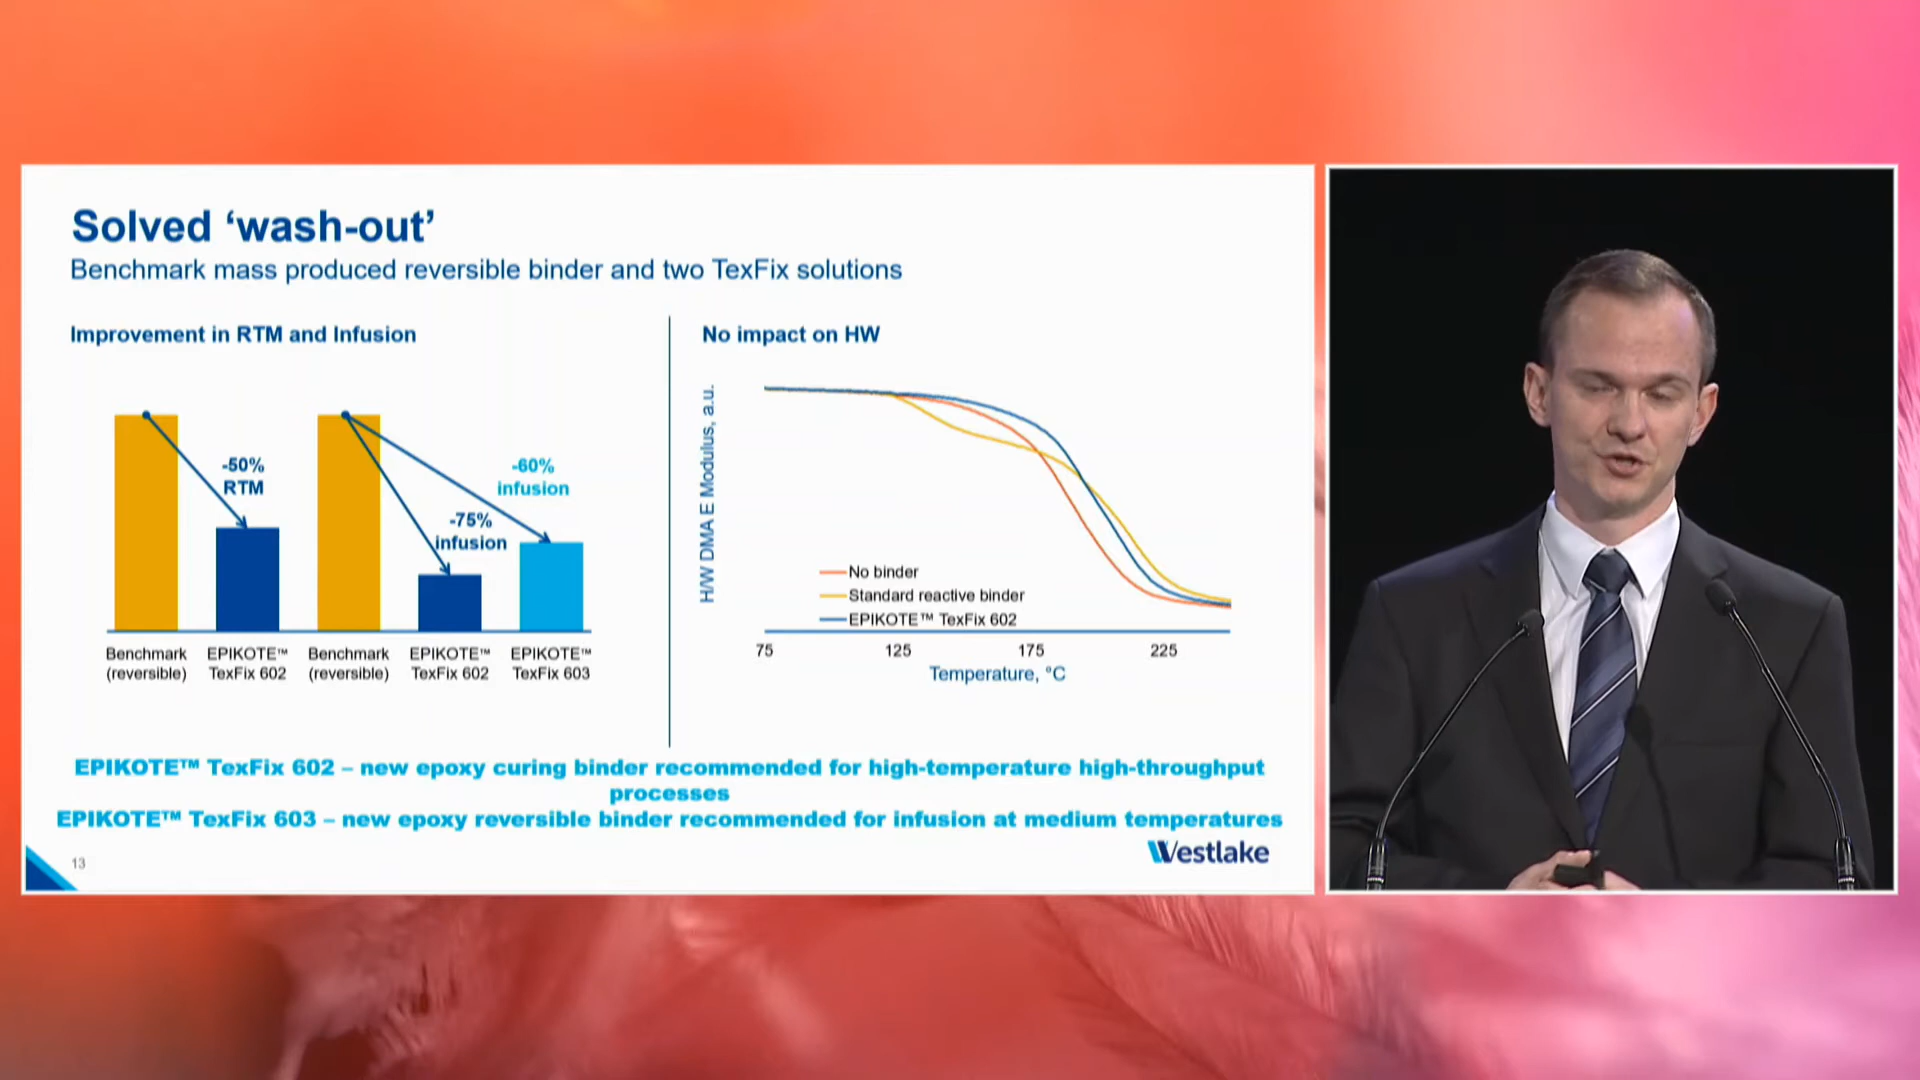 Solved ‘wash-out’
Benchmark mass produced reversible binder and two TexFix solutions
Improvement in RTM and Infusion
-50%
RTM
-60%
infusion
-75%
infusion
Benchmark
(reversible)
EPIKOTE™
TexFix 602
Benchmark
(reversible)
EPIKOTE™
TexFix 602
EPIKOTE™
TexFix 603
No impact on HW
H/W DMA E Modulus, a.u.
No binder
Standard reactive binder
EPIKOTE™ TexFix 602
75 125 175 225
Temperature, °C
EPIKOTE™ TexFix 602 – new epoxy curing binder recommended for high-temperature high-throughput
processes
EPIKOTE™ TexFix 603 – new epoxy reversible binder recommended for infusion at medium temperatures
13
Westlake